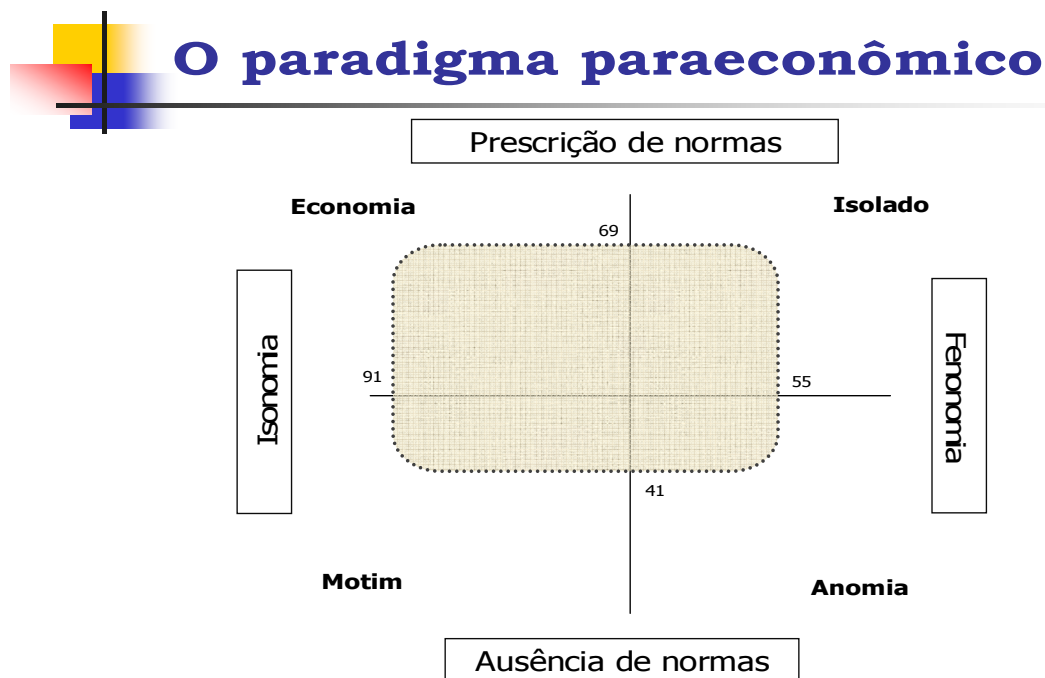 O paradigma paraeconômico
Prescrição de normas
Economia
Isolado
69
Isonomia
Fenonomia
91
55
41
Motim
Anomia
Ausência de normas